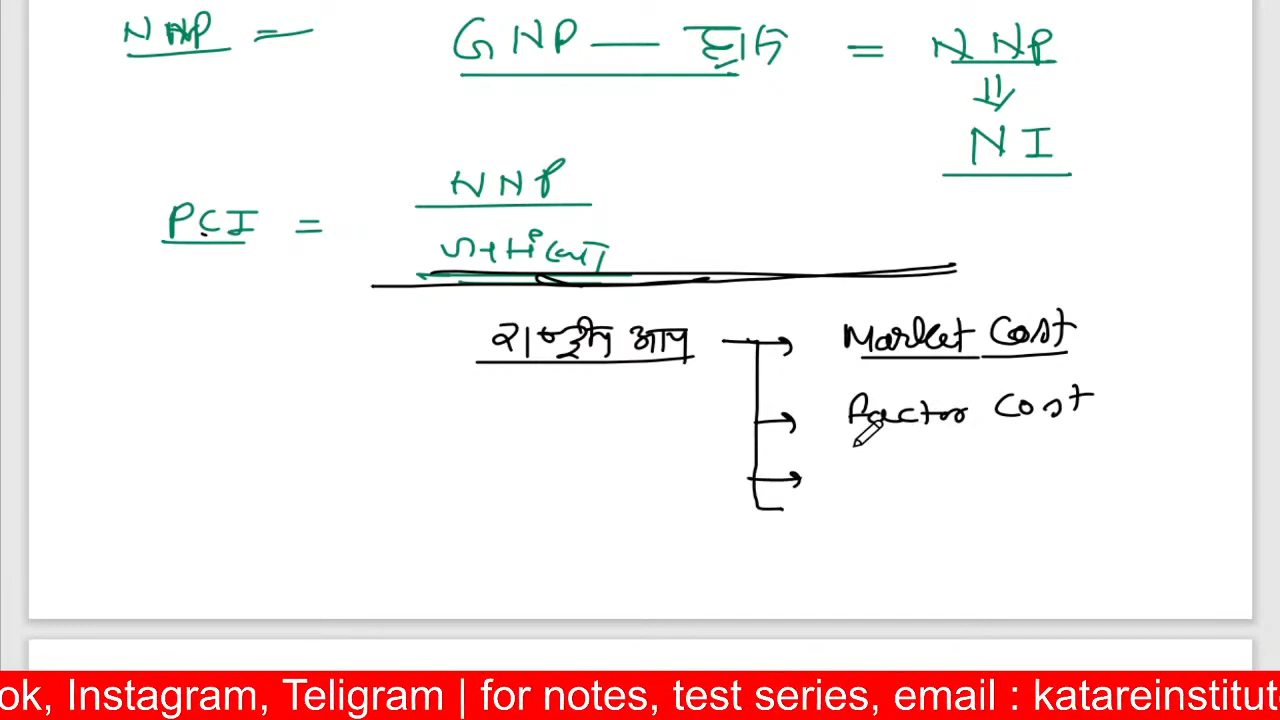 NNP = GNP — ह्रास = NNP
⇓
NI
PCI = NNP
जनसंख्या
राष्ट्रीय आय → Market Cost
→ Factor Cost
→
ok, Instagram, Teligram | for notes, test series, email : katareinstitut